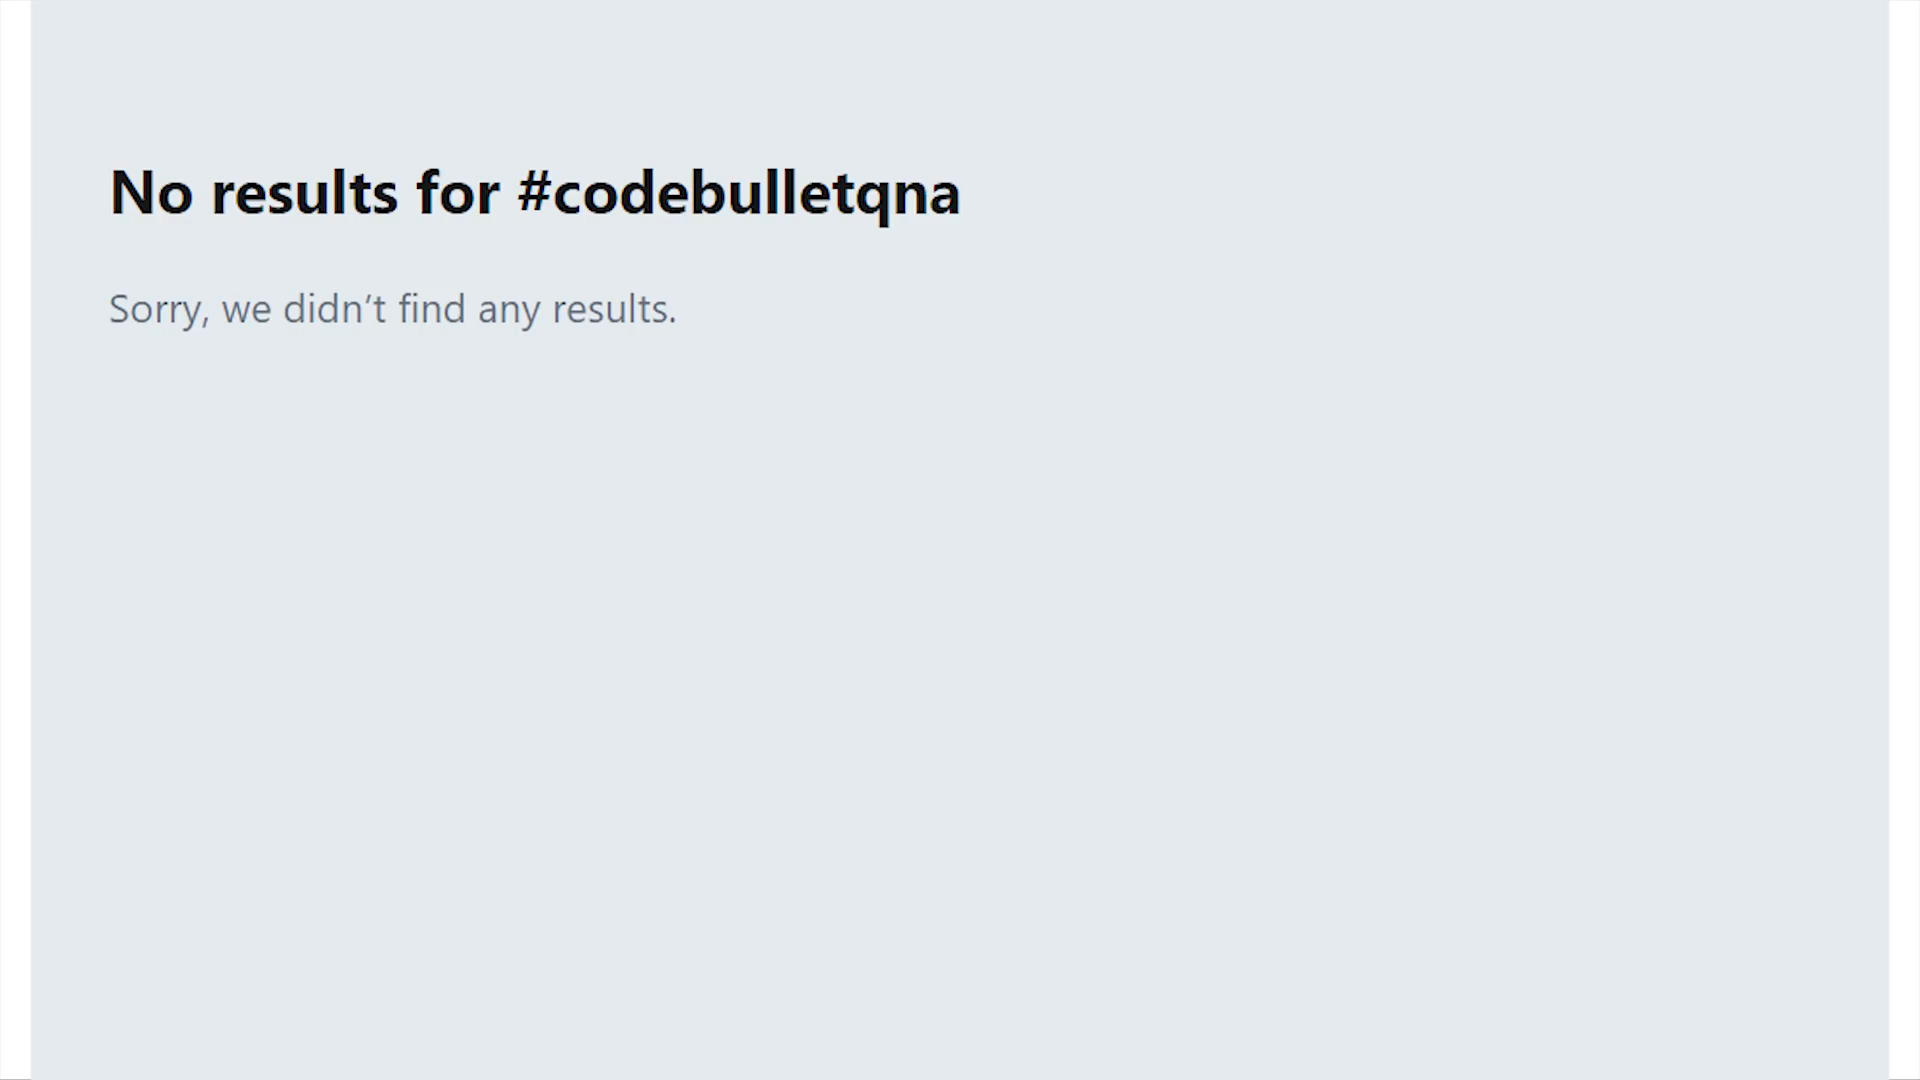 No results for #codebulletqna
Sorry, we didn’t find any results.